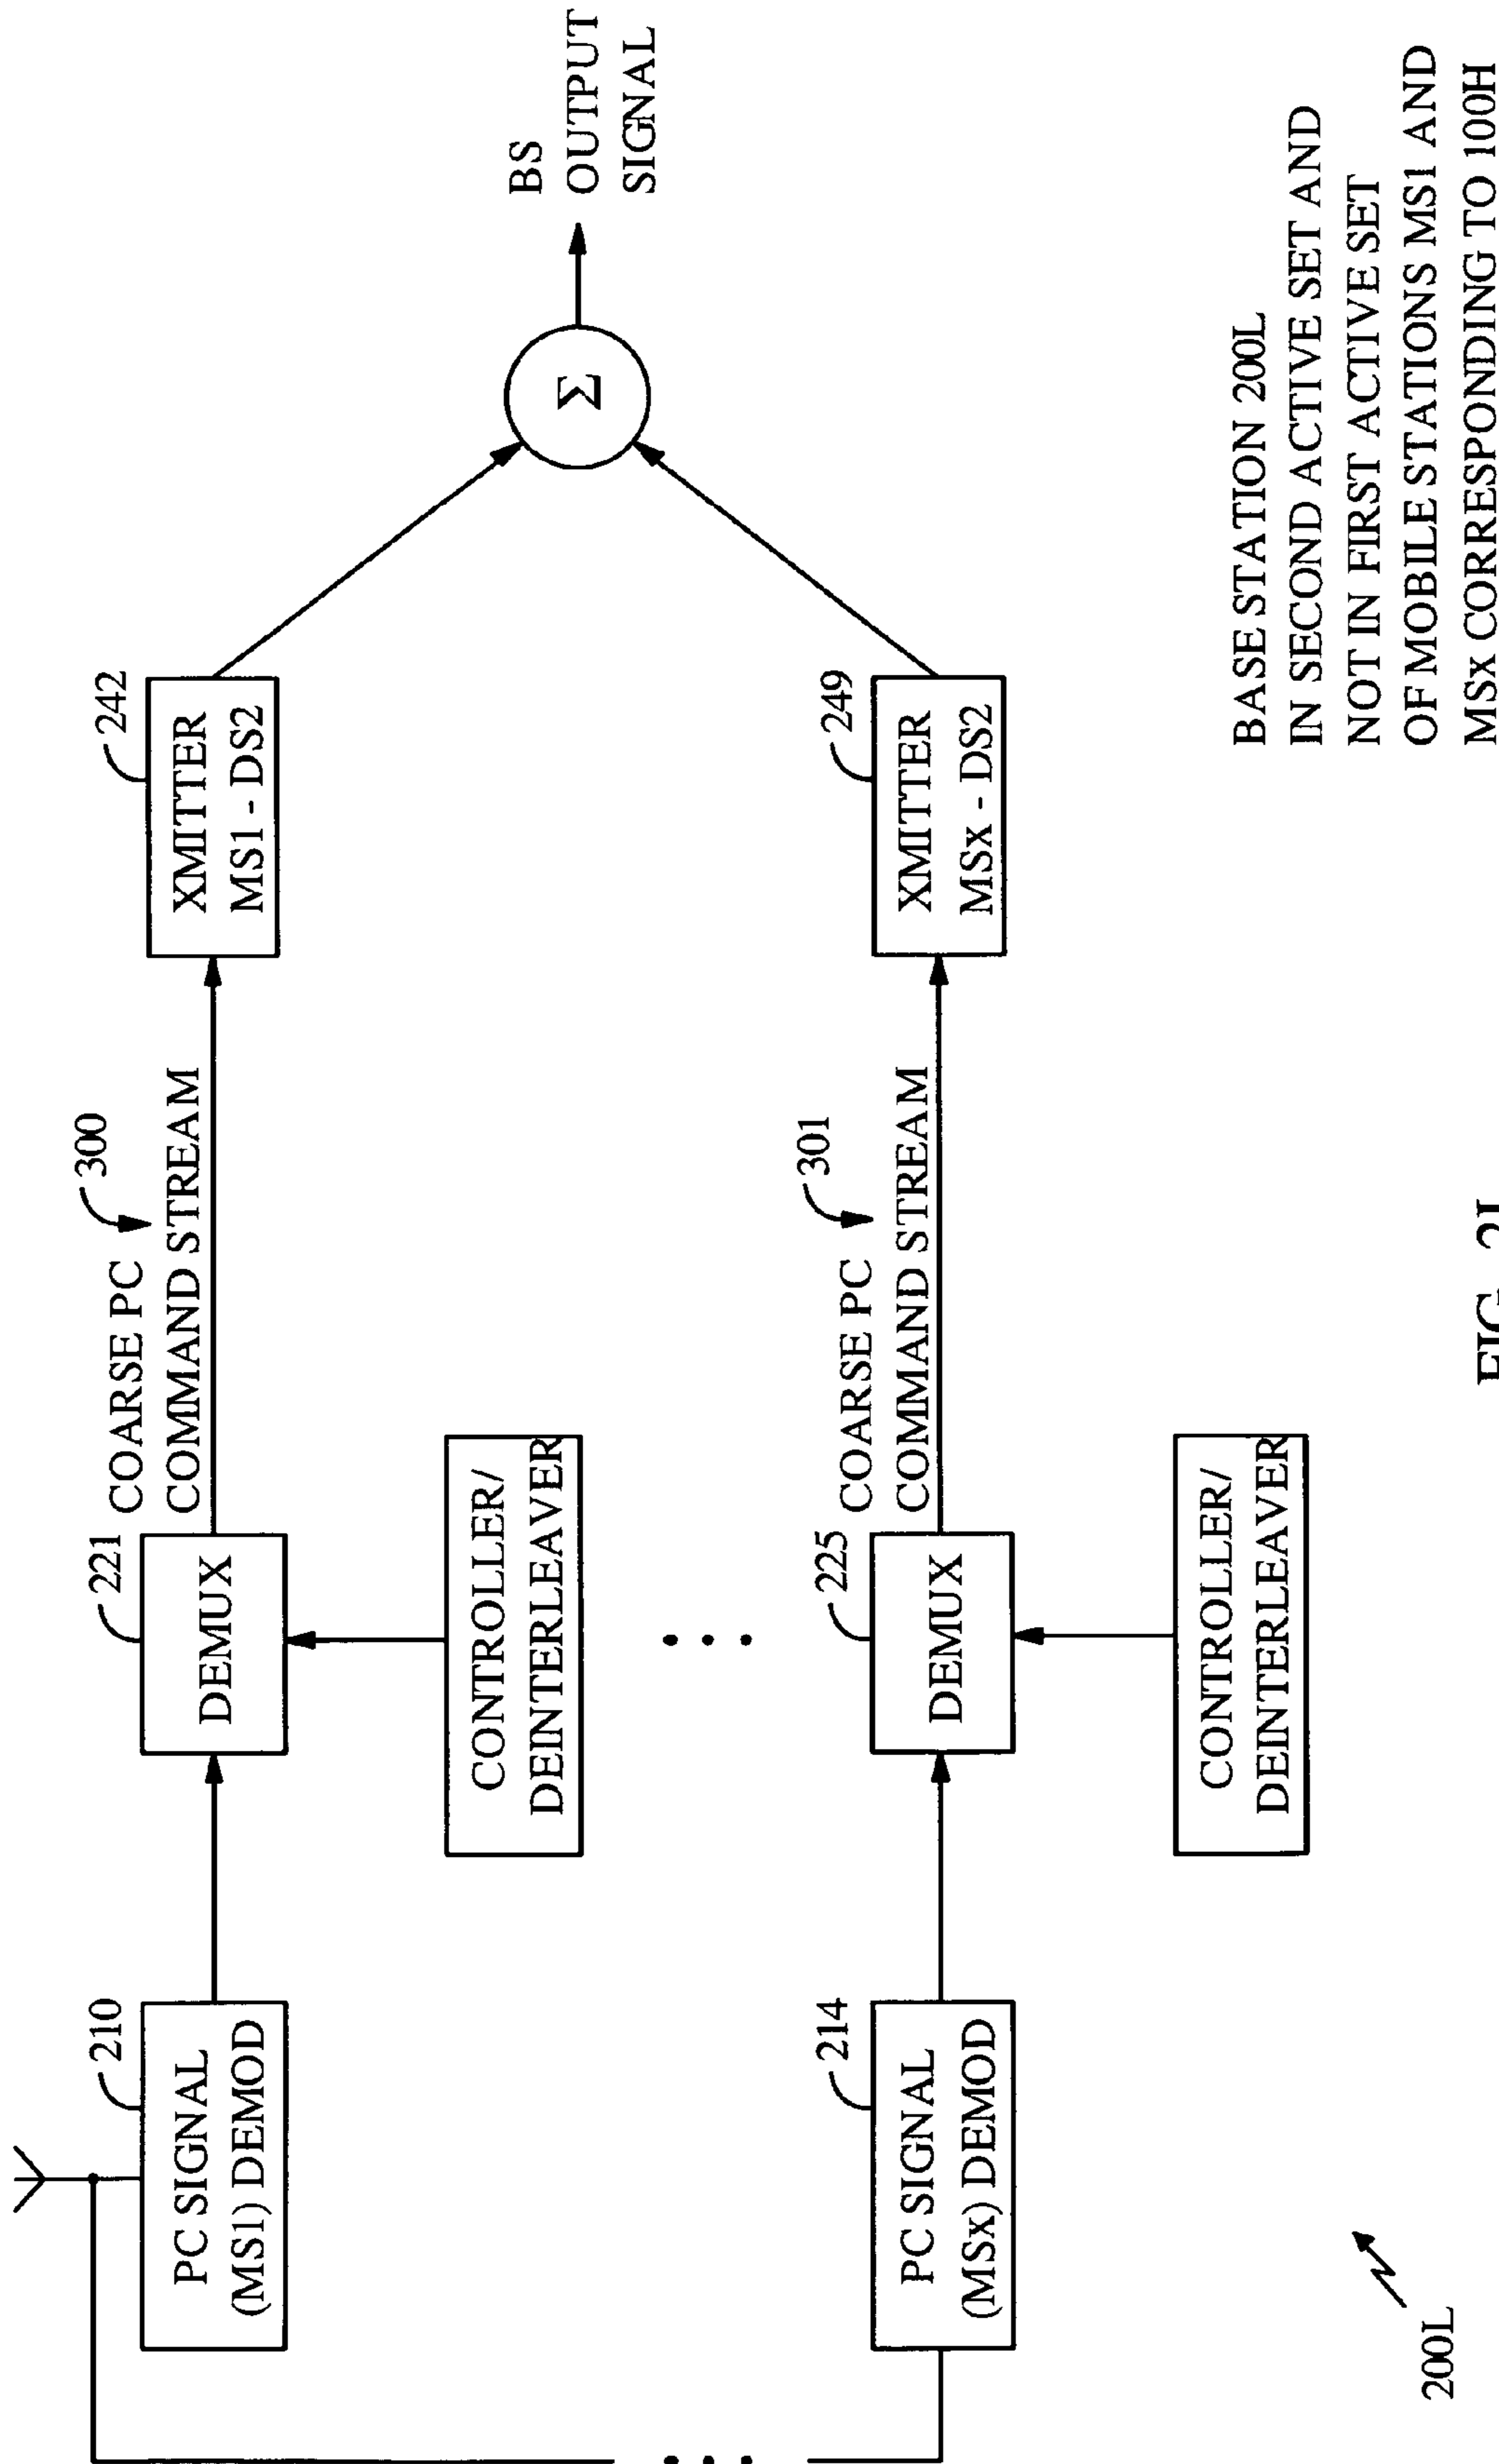 210
PC SIGNAL
(MS1) DEMOD
221
DEMUX
CONTROLLER/
DEINTERLEAVER
COARSE PC
COMMAND STREAM
300
242
XMITTER
MS1 - DS2
Σ
BS
OUTPUT
SIGNAL
214
PC SIGNAL
(MSx) DEMOD
225
DEMUX
CONTROLLER/
DEINTERLEAVER
COARSE PC
COMMAND STREAM
301
249
XMITTER
MSx - DS2
200L
BASE STATION 200L
IN SECOND ACTIVE SET AND
NOT IN FIRST ACTIVE SET
OF MOBILE STATIONS MS1 AND
MSx CORRESPONDING TO 100H
FIG.